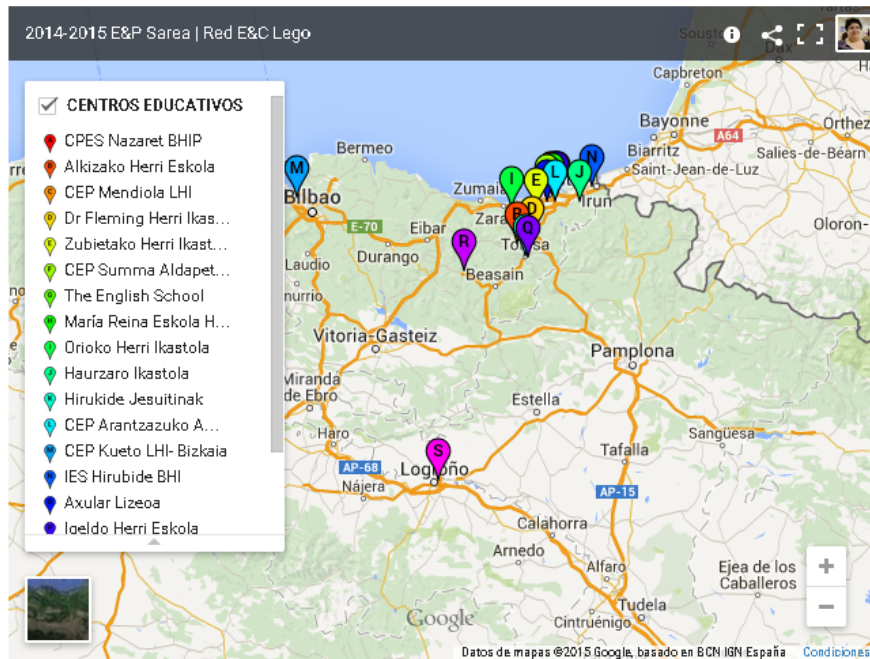 2014-2015 E&P Sarea | Red E&C Lego
CENTROS EDUCATIVOS
A CPES Nazaret BHIP
B Alkizako Herri Eskola
C CEP Mendiola LHI
D Dr Fleming Herri Ikas...
E Zubietako Herri Ikast...
F CEP Summa Aldapet...
G The English School
H María Reina Eskola H...
I Orioko Herri Ikastola
J Haurzaro Ikastola
K Hirukide Jesuitinak
L CEP Arantzazuko A...
M CEP Kueto LHI- Bizkaia
N IES Hirubide BHI
Axular Lizeoa
Igeldo Herri Eskola
Capbreton
Dax
Bayonne
A64
Orthez
Biarritz
Salies-de-Béarn
Saint-Jean-de-Luz
Bermeo
M
I
E
L
J
N
Bilbao
Zumaia
Zara
Irun
B
D
Q
E-70
Eibar
Tolosa
R
Oloron-
Laudio
Durango
Beasain
Vitoria-Gasteiz
Pamplona
Miranda
de Ebro
Estella
Haro
Sangüesa
S
Tafalla
AP-68
Logroño
Nájera
AP-15
Calahorra
Arnedo
Alfaro
Ejea de los
Caballeros
Tudela
Cintruénigo
+
−
Google
Datos de mapas ©2015 Google, basado en BCN IGN España
Condiciones